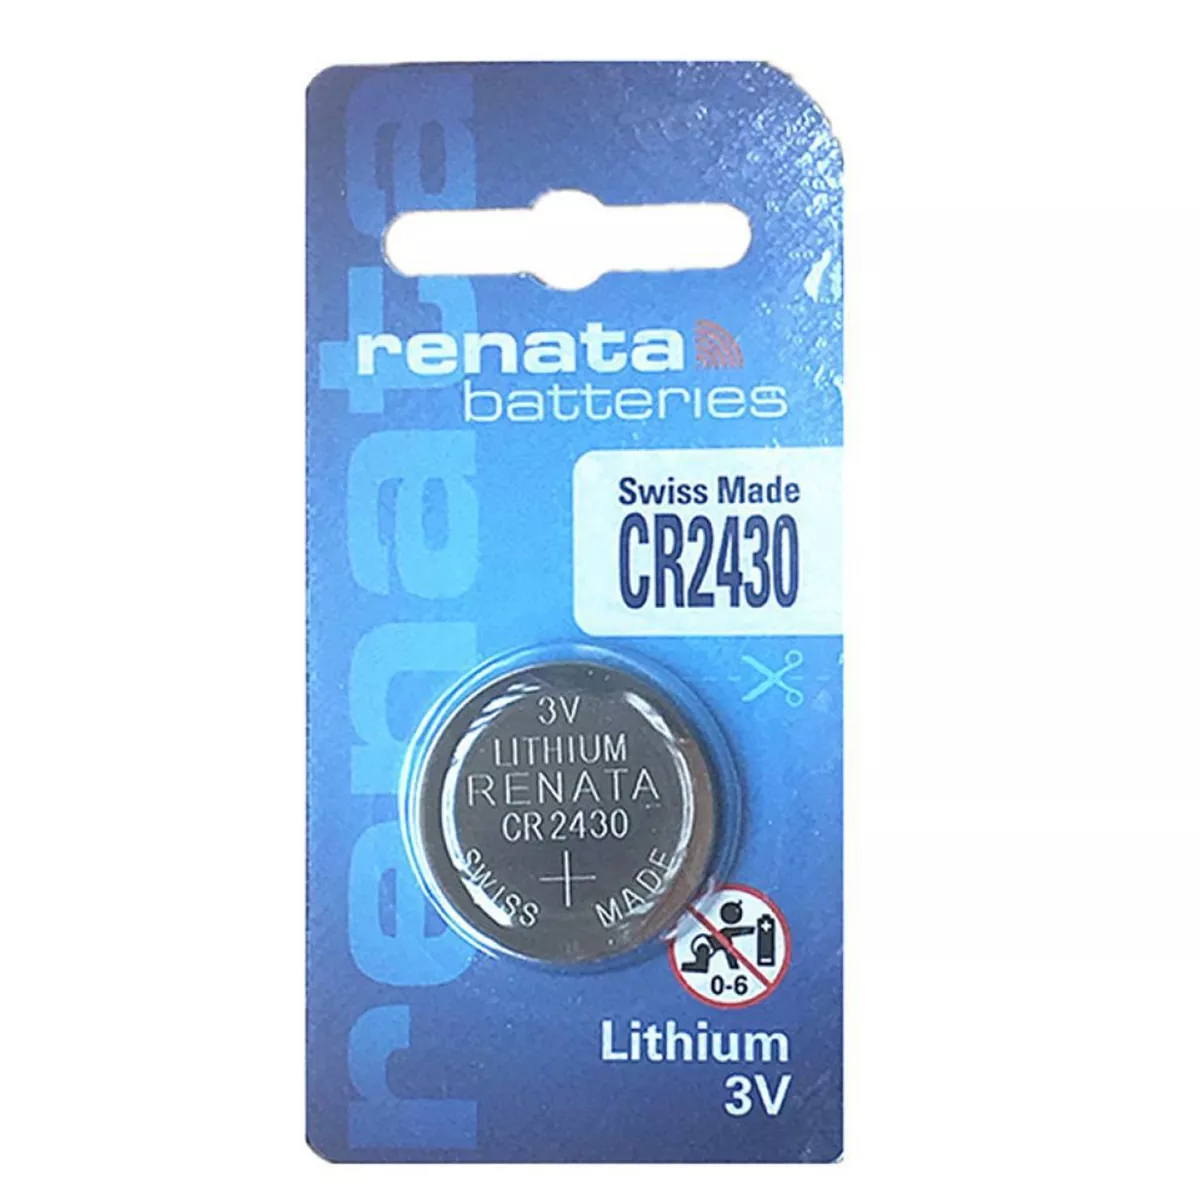 renata
batteries
Swiss Made
CR2430
renata
3V
LITHIUM
RENATA
CR2430
+
SWISS MADE
0-6
Lithium
3V